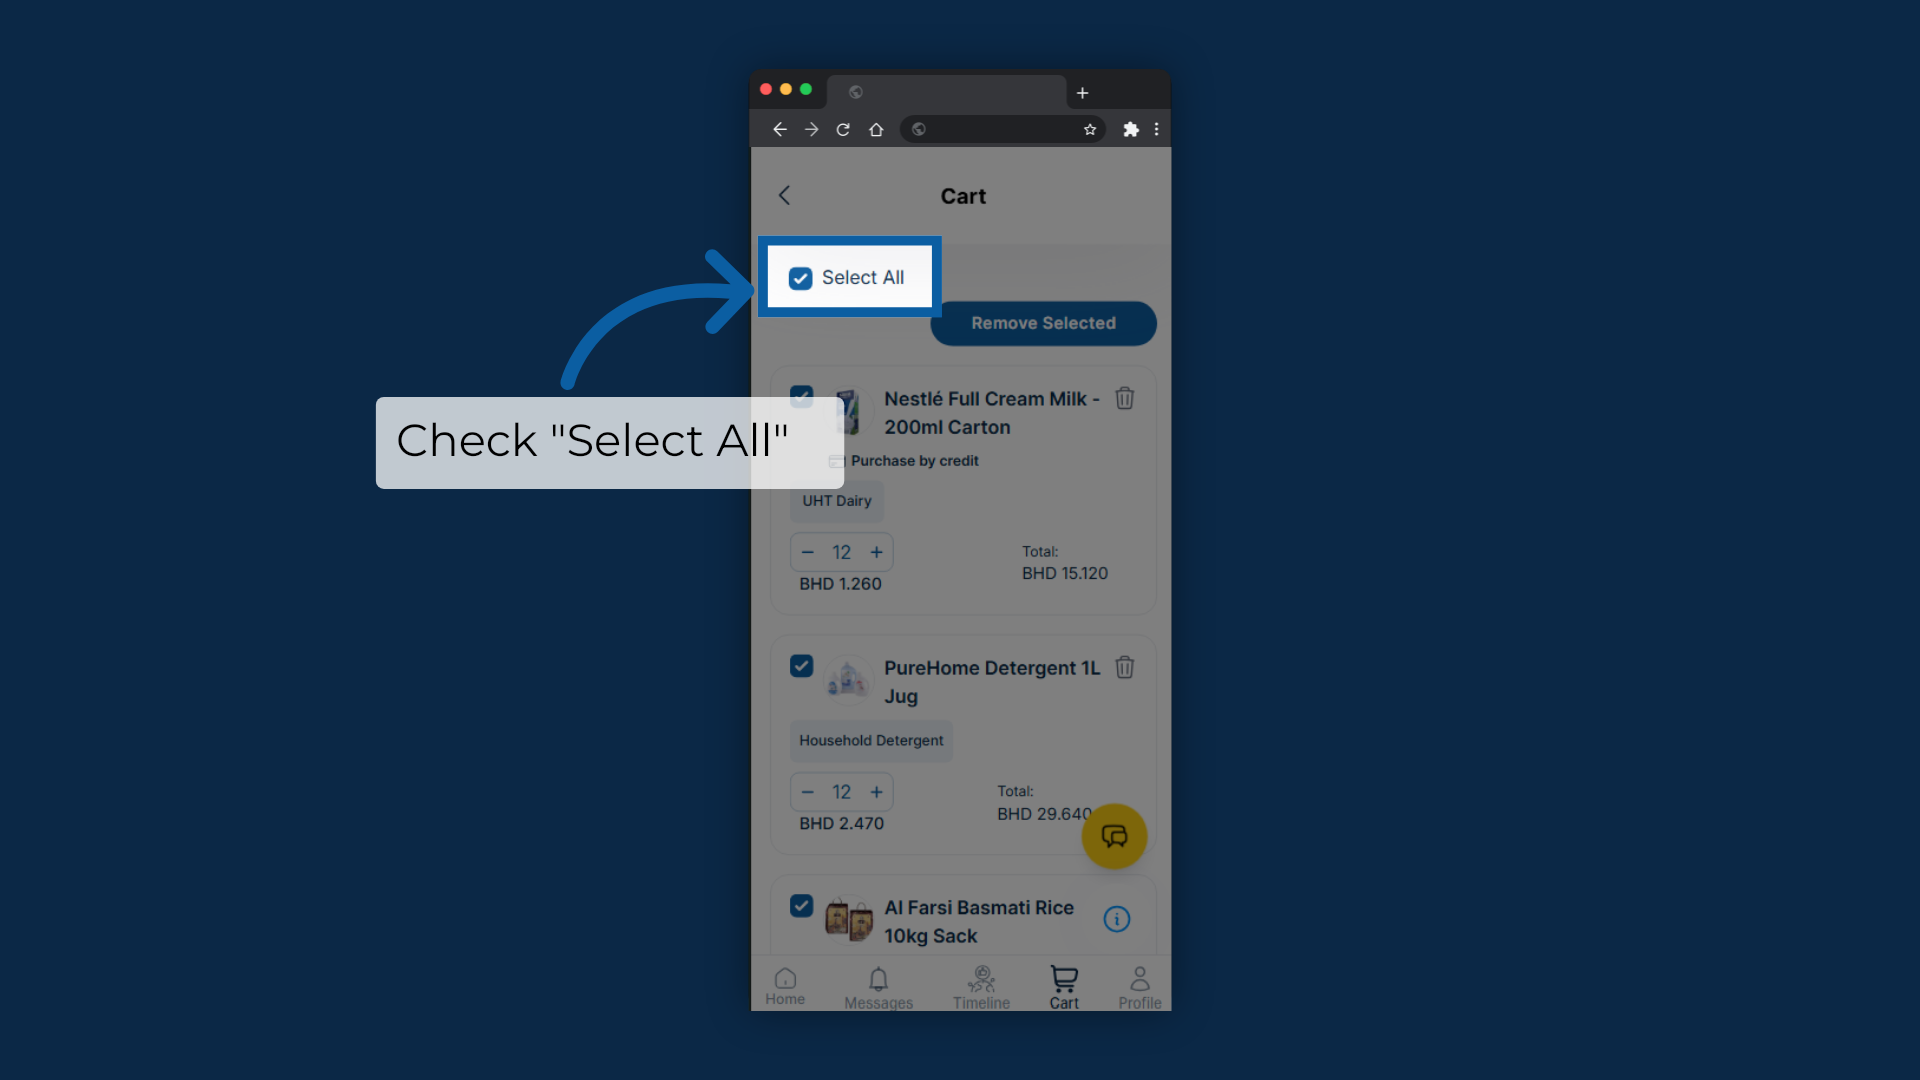 Cart
Select All
Remove Selected
Nestlé Full Cream Milk -
200ml Carton
Check "Select All"
Purchase by credit
UHT Dairy
12
Total:
BHD 1.260
BHD 15.120
PureHome Detergent 1L
Jug
Household Detergent
12
Total:
BHD 2.470
BHD 29.640
Al Farsi Basmati Rice
10kg Sack
Home
Messages
Timeline
Cart
Profile